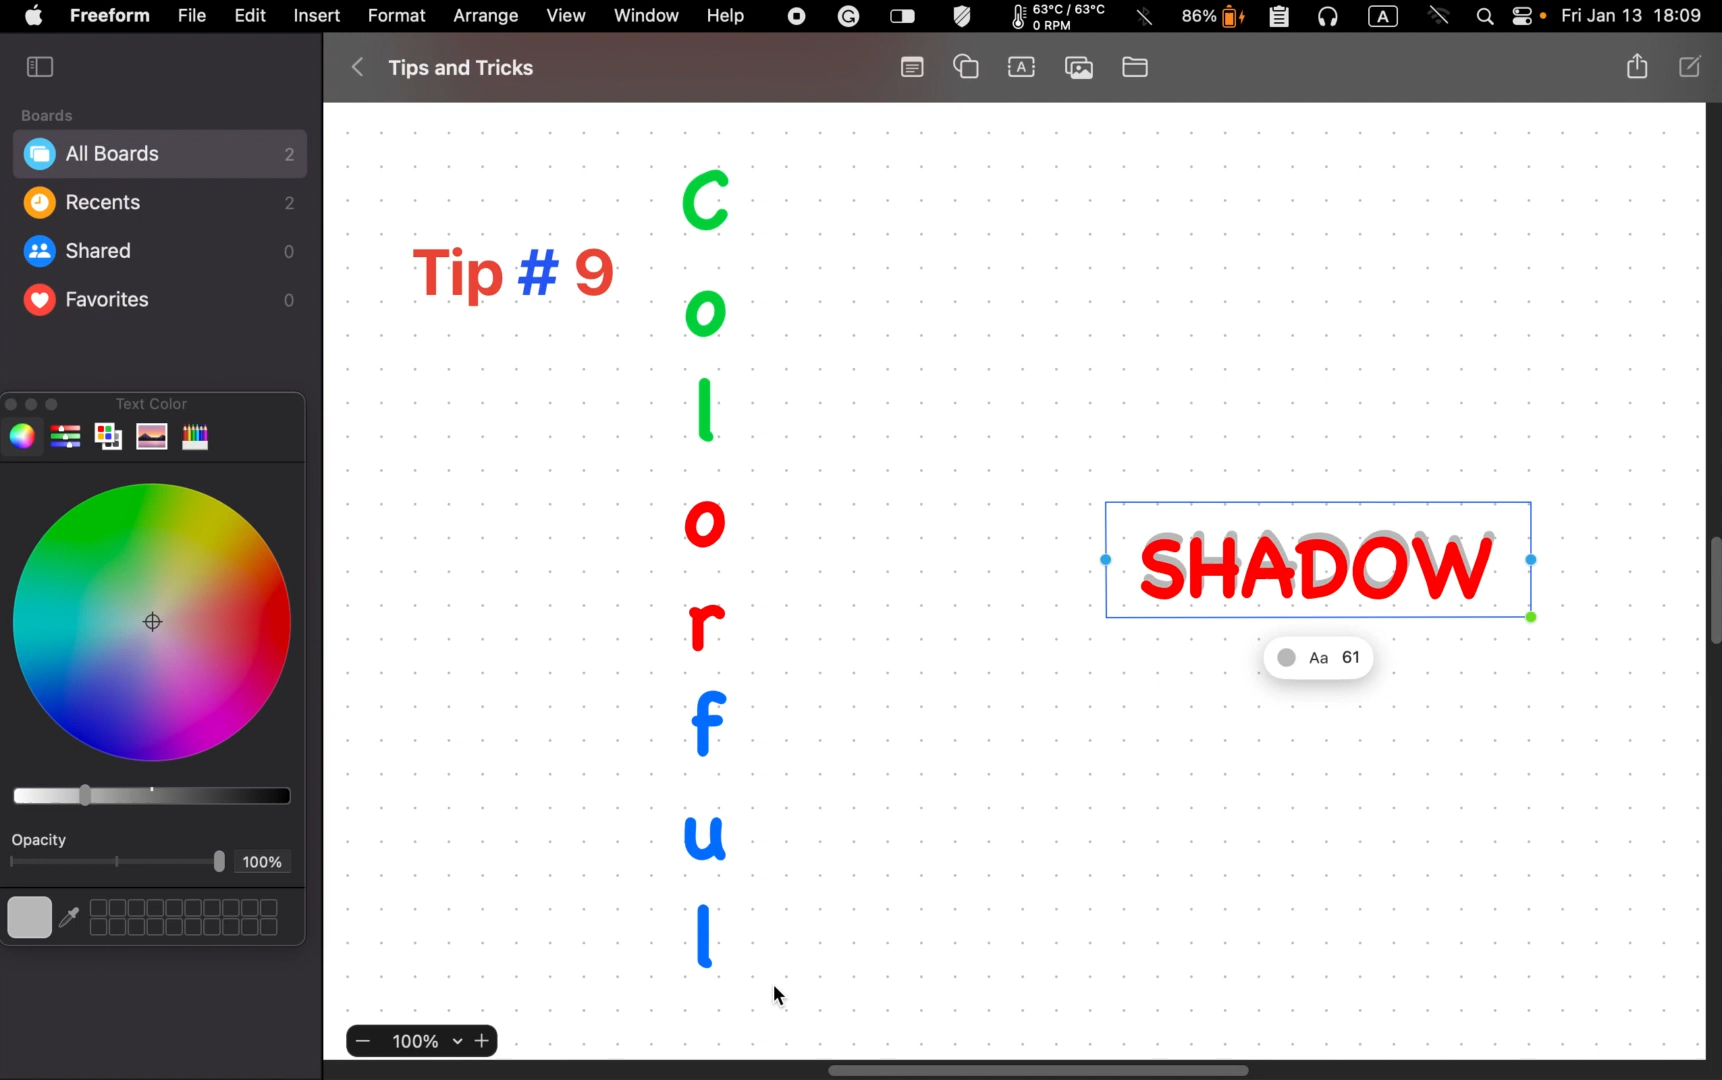 Freeform File Edit Insert Format Arrange View Window Help 63°C / 63°C 86% A Fri Jan 13 18:09
0 RPM
Tips and Tricks A
Boards
All Boards 2
Recents 2
Shared 0
Favorites 0
Text Color
Opacity
100%
Tip # 9
C
o
l
o
r
f
u
l
SHADOW
Aa 61
100%